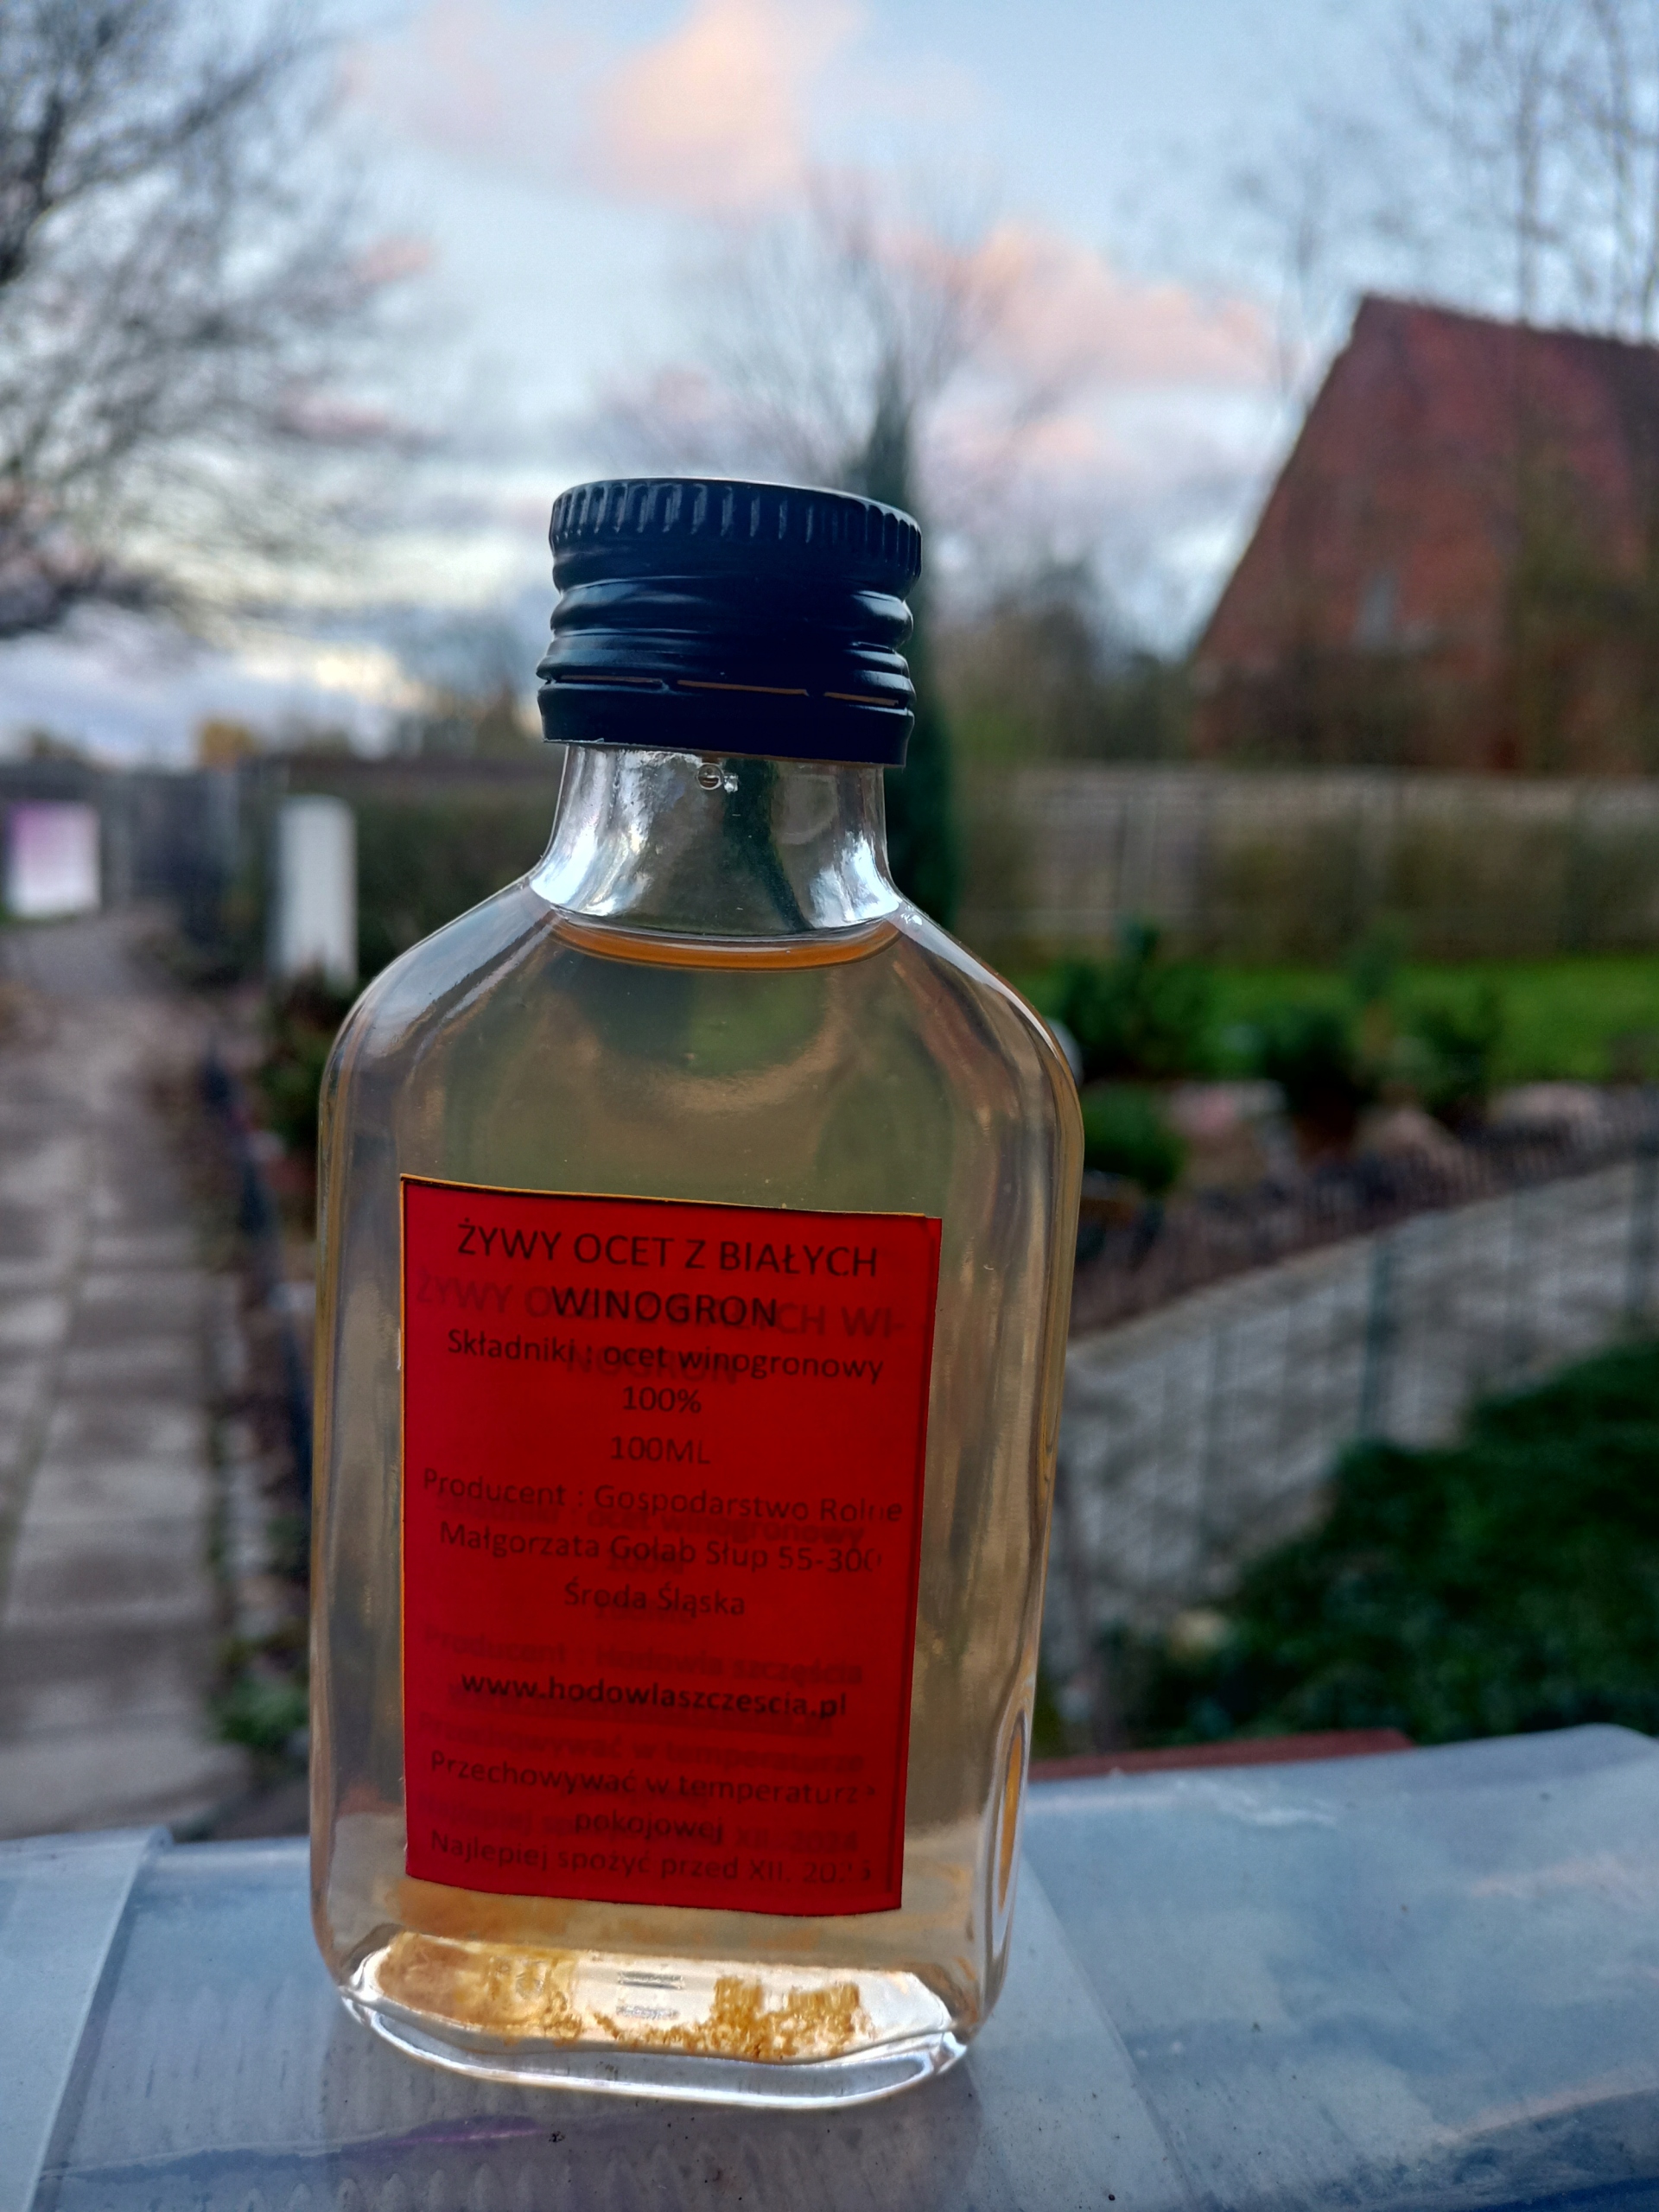 ŻYWY OCET Z BIAŁYCH
WINOGRON
Składniki : ocet winogronowy
100%
100ML
Producent : Gospodarstwo Rolne
Małgorzata Gołąb Słup 55-300
Środa Śląska
www.hodowlaszczescia.pl
Przechowywać w temperaturze
pokojowej
Najlepiej spożyć przed XII. 2025